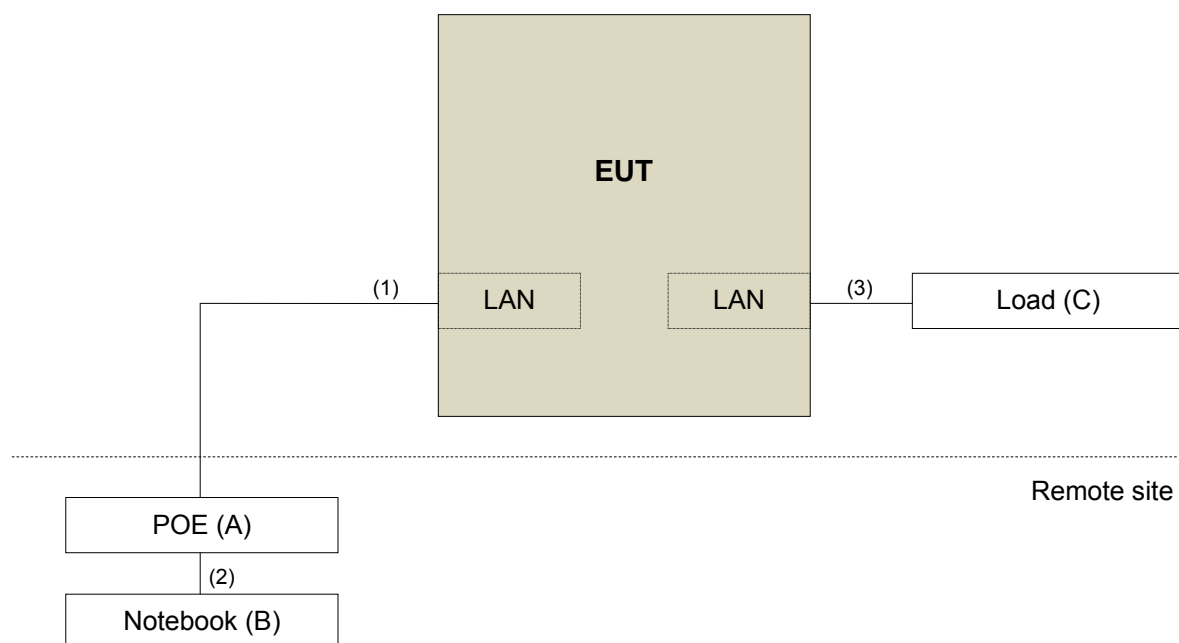 EUT
(1)
LAN
LAN
(3)
Load (C)
Remote site
POE (A)
(2)
Notebook (B)